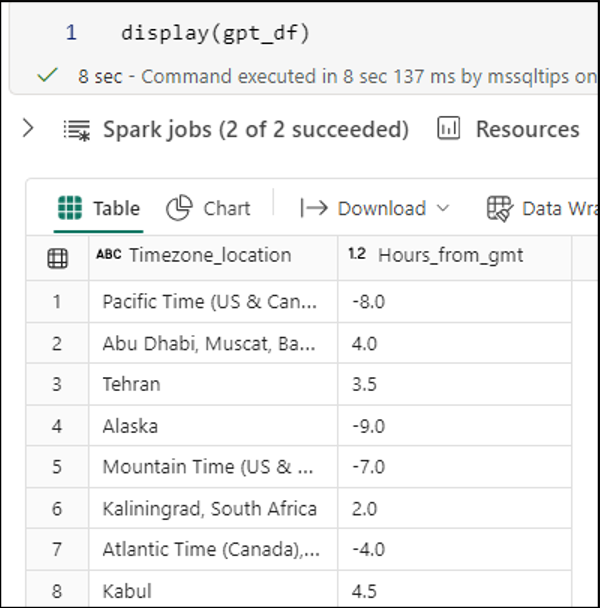 1 display(gpt_df)
8 sec - Command executed in 8 sec 137 ms by mssqltips on
Spark jobs (2 of 2 succeeded) Resources
Table Chart Download Data Wra
ABC Timezone_location 1.2 Hours_from_gmt
1 Pacific Time (US & Can... -8.0
2 Abu Dhabi, Muscat, Ba... 4.0
3 Tehran 3.5
4 Alaska -9.0
5 Mountain Time (US & ... -7.0
6 Kaliningrad, South Africa 2.0
7 Atlantic Time (Canada),... -4.0
8 Kabul 4.5